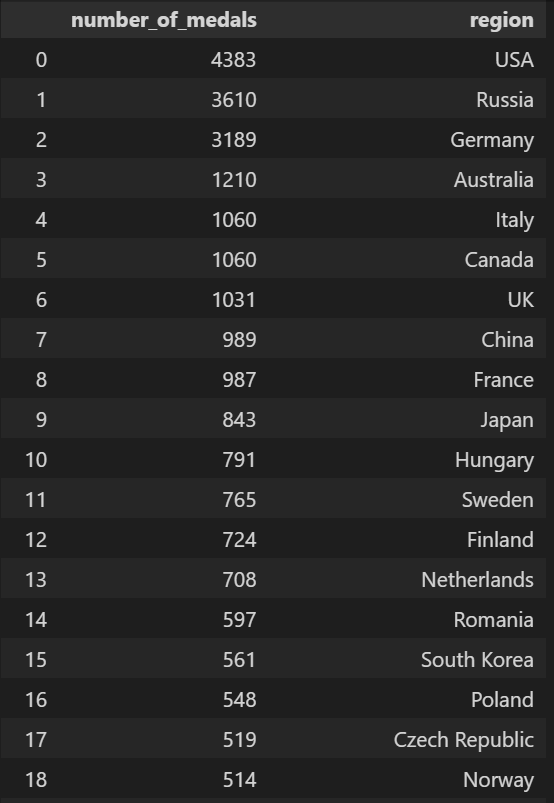 number_of_medals region
0 4383 USA
1 3610 Russia
2 3189 Germany
3 1210 Australia
4 1060 Italy
5 1060 Canada
6 1031 UK
7 989 China
8 987 France
9 843 Japan
10 791 Hungary
11 765 Sweden
12 724 Finland
13 708 Netherlands
14 597 Romania
15 561 South Korea
16 548 Poland
17 519 Czech Republic
18 514 Norway